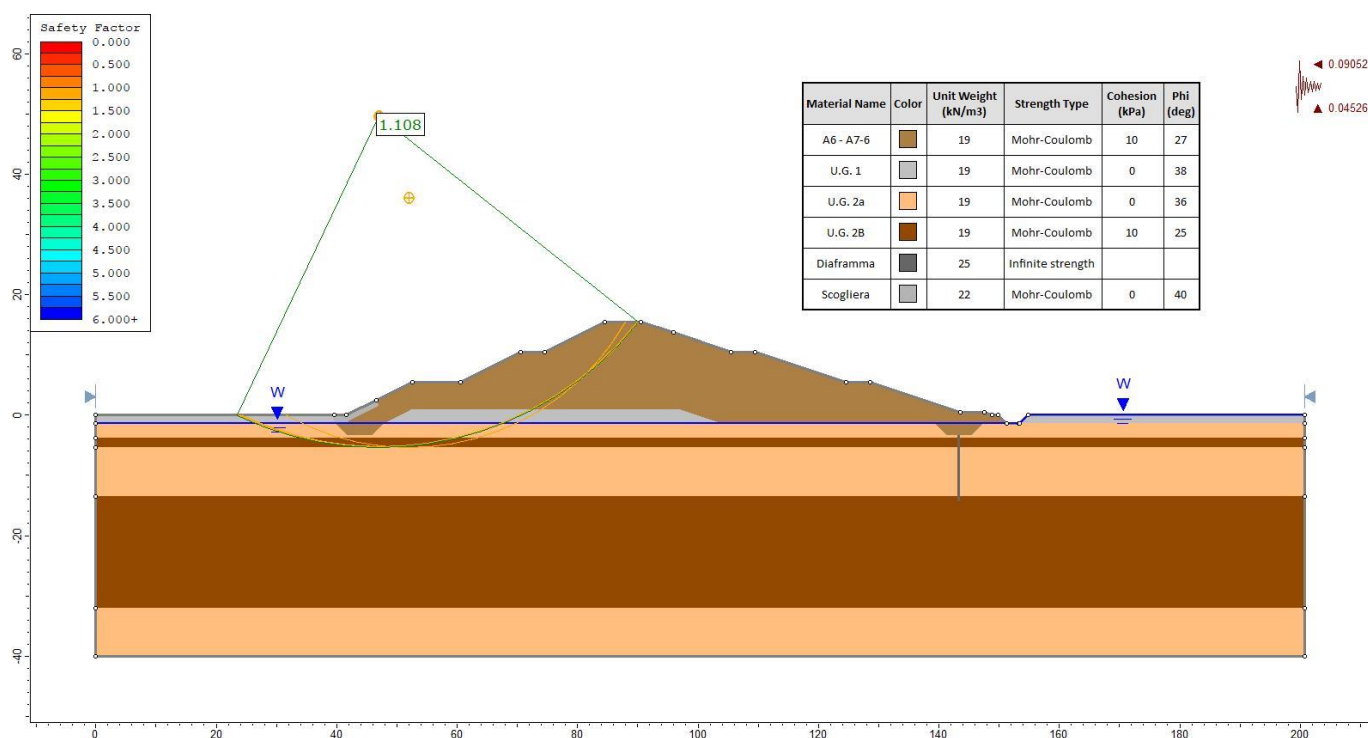 Safety Factor
0.000
0.500
1.000
1.500
2.000
2.500
3.000
3.500
4.000
4.500
5.000
5.500
6.000+
1.108
0.09052
0.04526
Material Name Color Unit Weight (kN/m3) Strength Type Cohesion (kPa) Phi (deg)
A6 - A7-6 19 Mohr-Coulomb 10 27
U.G. 1 19 Mohr-Coulomb 0 38
U.G. 2a 19 Mohr-Coulomb 0 36
U.G. 2B 19 Mohr-Coulomb 10 25
Diaframma 25 Infinite strength
Scogliera 22 Mohr-Coulomb 0 40
W
W
60
40
20
0
-20
-40
0 20 40 60 80 100 120 140 160 180 200